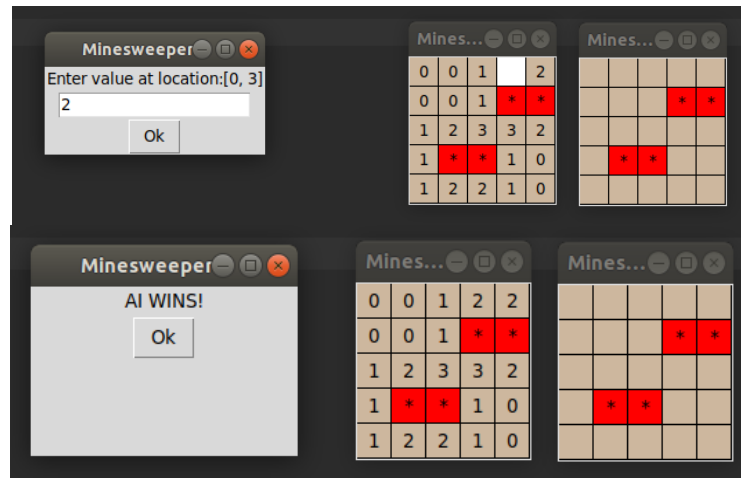 Minesweeper
Enter value at location:[0, 3]
2
Ok
Mines...
0 0 1 2
0 0 1 * *
1 2 3 3 2
1 * * 1 0
1 2 2 1 0
Mines...
* *
* *
Minesweeper
AI WINS!
Ok
Mines...
0 0 1 2 2
0 0 1 * *
1 2 3 3 2
1 * * 1 0
1 2 2 1 0
Mines...
* *
* *